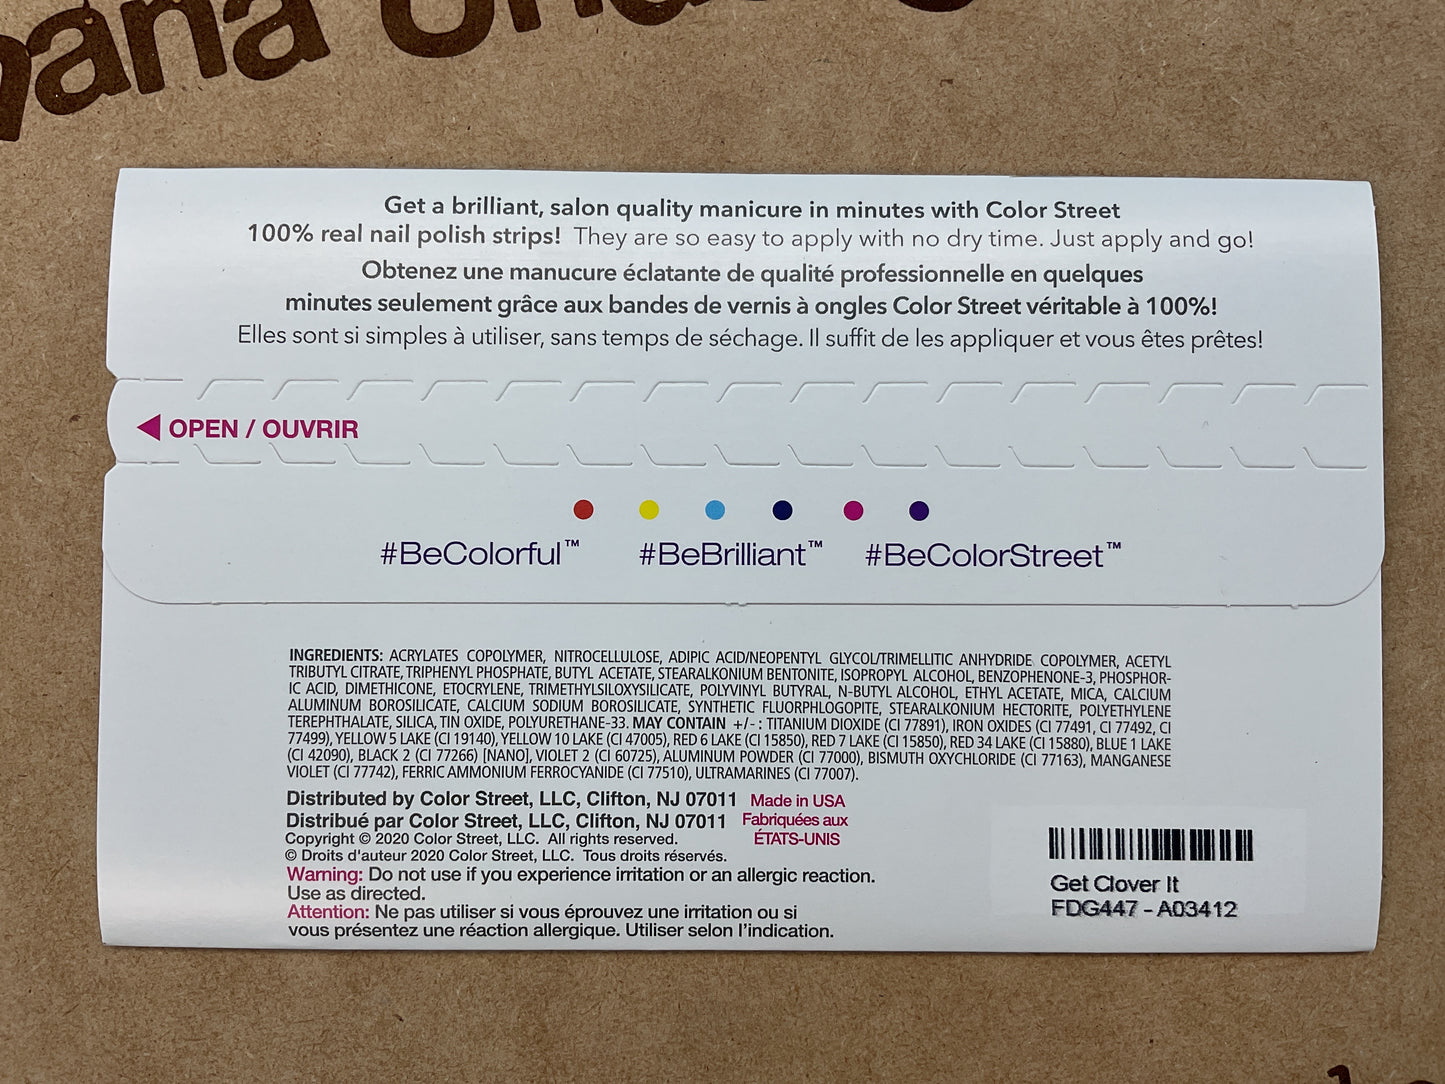 Get a brilliant, salon quality manicure in minutes with Color Street
100% real nail polish strips! They are so easy to apply with no dry time. Just apply and go!
Obtenez une manucure éclatante de qualité professionnelle en quelques
minutes seulement grâce aux bandes de vernis à ongles Color Street véritable à 100%!
Elles sont si simples à utiliser, sans temps de séchage. Il suffit de les appliquer et vous êtes prêtes!
OPEN / OUVRIR
#BeColorful™ #BeBrilliant™ #BeColorStreet™
INGREDIENTS: ACRYLATES COPOLYMER, NITROCELLULOSE, ADIPIC ACID/NEOPENTYL GLYCOL/TRIMELLITIC ANHYDRIDE COPOLYMER, ACETYL
TRIBUTYL CITRATE, TRIPHENYL PHOSPHATE, BUTYL ACETATE, STEARALKONIUM BENTONITE, ISOPROPYL ALCOHOL, BENZOPHENONE-3, PHOSPHOR-
IC ACID, DIMETHICONE, ETOCRYLENE, TRIMETHYLSILOXYSILICATE, POLYVINYL BUTYRAL, N-BUTYL ALCOHOL, ETHYL ACETATE, MICA, CALCIUM
ALUMINUM BOROSILICATE, CALCIUM SODIUM BOROSILICATE, SYNTHETIC FLUORPHLOGOPITE, STEARALKONIUM HECTORITE, POLYETHYLENE
TEREPHTHALATE, SILICA, TIN OXIDE, POLYURETHANE-33. MAY CONTAIN +/- : TITANIUM DIOXIDE (CI 77891), IRON OXIDES (CI 77491, CI 77492, CI
77499), YELLOW 5 LAKE (CI 19140), YELLOW 10 LAKE (CI 47005), RED 6 LAKE (CI 15850), RED 7 LAKE (CI 15850), RED 34 LAKE (CI 15880), BLUE 1 LAKE
(CI 42090), BLACK 2 (CI 77266) [NANO], VIOLET 2 (CI 60725), ALUMINUM POWDER (CI 77000), BISMUTH OXYCHLORIDE (CI 77163), MANGANESE
VIOLET (CI 77742), FERRIC AMMONIUM FERROCYANIDE (CI 77510), ULTRAMARINES (CI 77007).
Distributed by Color Street, LLC, Clifton, NJ 07011 Made in USA
Distribué par Color Street, LLC, Clifton, NJ 07011 Fabriquées aux
ÉTATS-UNIS
Copyright © 2020 Color Street, LLC. All rights reserved.
© Droits d'auteur 2020 Color Street, LLC. Tous droits réservés.
Warning: Do not use if you experience irritation or an allergic reaction.
Use as directed.
Attention: Ne pas utiliser si vous éprouvez une irritation ou si
vous présentez une réaction allergique. Utiliser selon l'indication.
Get Clover It
FDG447 - A03412